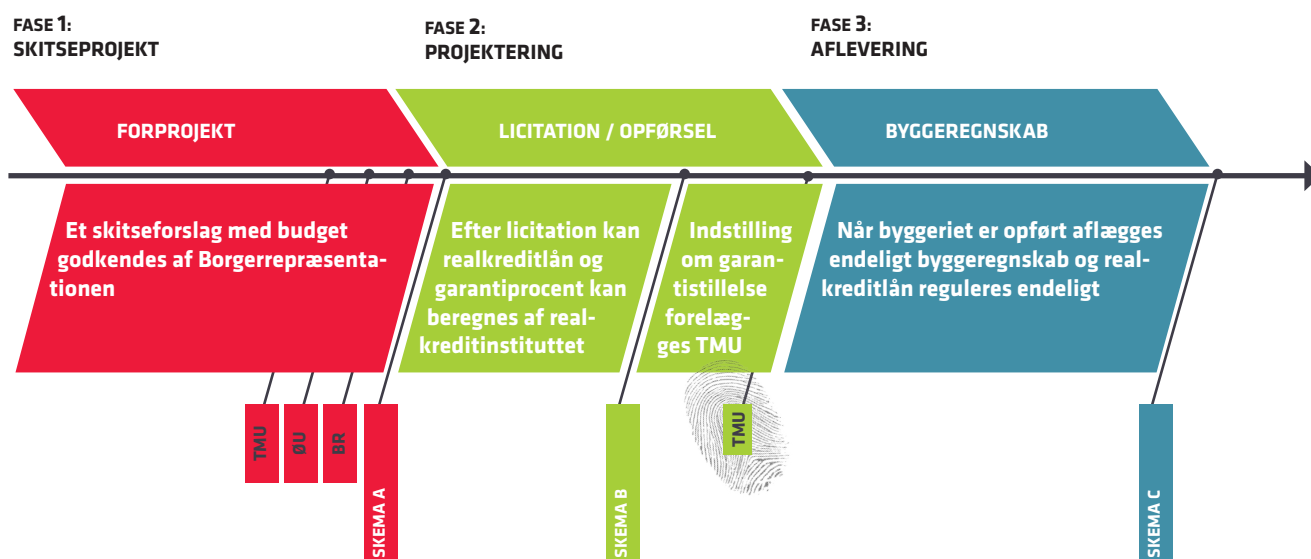 FASE 1:
SKITSEPROJEKT
FASE 2:
PROJEKTERING
FASE 3:
AFLEVERING
FORPROJEKT
LICITATION / OPFØRSEL
BYGGEREGNSKAB
Et skitseforslag med budget
godkendes af Borgerrepræsenta-
tionen
Efter licitation kan
realkreditlån og
garantiprocent kan
beregnes af real-
kreditinstituttet
Indstilling
om garan-
tistillelse
forelæg-
ges TMU
Når byggeriet er opført aflægges
endeligt byggeregnskab og real-
kreditlån reguleres endeligt
TMU
ØU
BR
SKEMA A
SKEMA B
TMU
SKEMA C